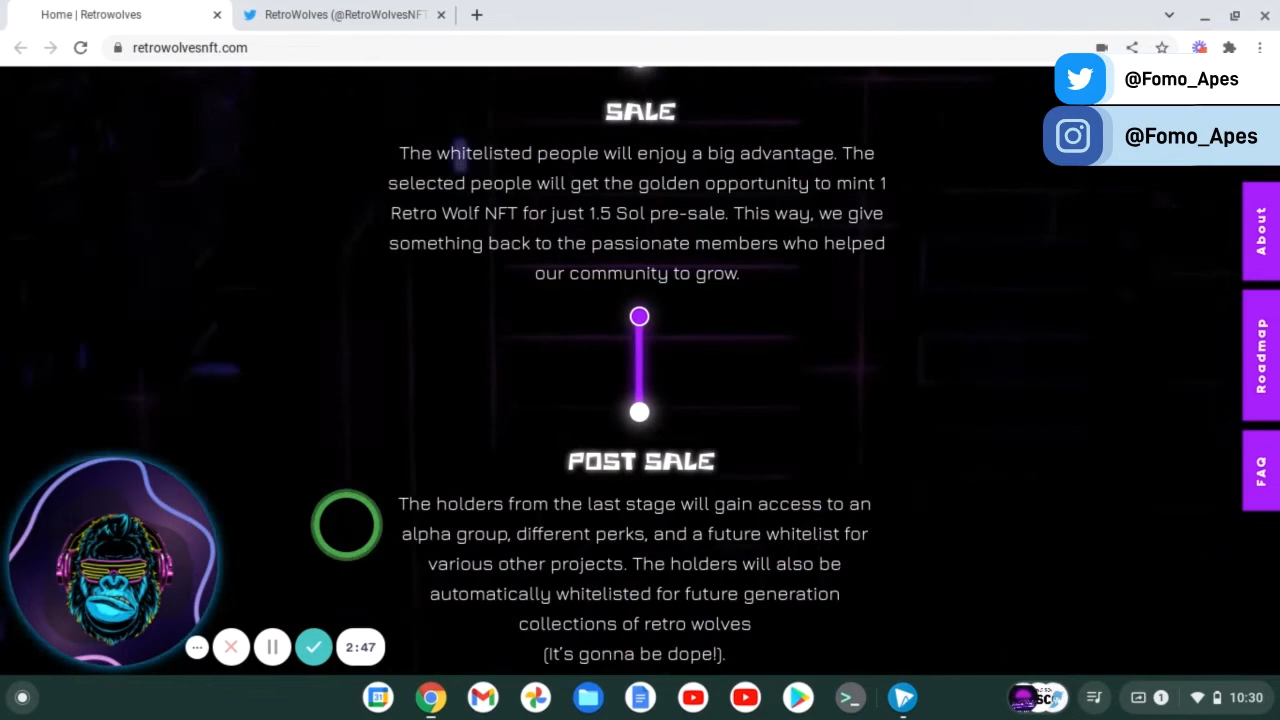 Home | Retrowolves
RetroWolves (@RetroWolvesNFT
retrowolvesnft.com
@Fomo_Apes
@Fomo_Apes
SALE
The whitelisted people will enjoy a big advantage. The
selected people will get the golden opportunity to mint 1
Retro Wolf NFT for just 1.5 Sol pre-sale. This way, we give
something back to the passionate members who helped
our community to grow.
About
Roadmap
FAQ
POST SALE
The holders from the last stage will gain access to an
alpha group, different perks, and a future whitelist for
various other projects. The holders will also be
automatically whitelisted for future generation
collections of retro wolves
(It's gonna be dope!).
2:47
31
>_
1
10:30